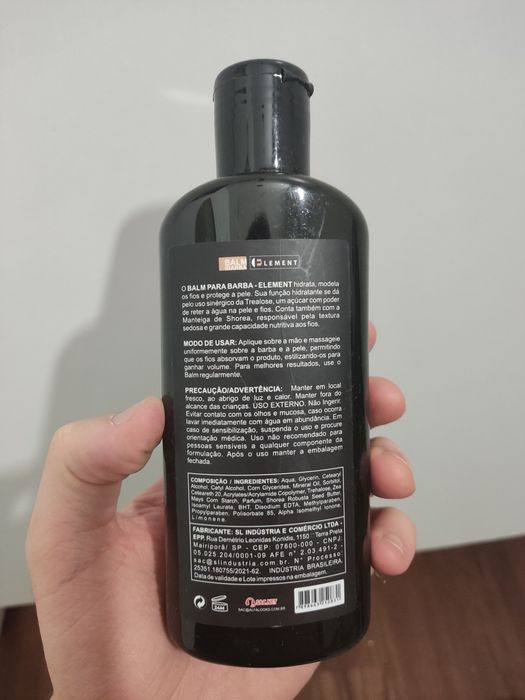 BALM
BARBA
ELEMENT
O BALM PARA BARBA - ELEMENT hidrata, modela
os fios e protege a pele. Sua função hidratante se dá
pelo uso sinérgico da Trealose, um açúcar com poder
de reter a água na pele e fios. Conta também com a
Manteiga de Shorea, responsável pela textura
sedosa e grande capacidade nutritiva aos fios.
MODO DE USAR: Aplique sobre a mão e massageie
uniformemente sobre a barba e a pele, permitindo
que os fios absorvam o produto, estilizando-os para
ganhar volume. Para melhores resultados, use o
Balm regularmente.
PRECAUÇÃO/ADVERTÊNCIA: Manter em local
fresco, ao abrigo de luz e calor. Manter fora do
alcance das crianças. USO EXTERNO. Não Ingerir.
Evitar contato com os olhos e mucosa, caso ocorra
lavar imediatamente com água em abundância. Em
caso de sensibilização, suspenda o uso e procure
orientação médica. Uso não recomendado para
pessoas sensíveis a qualquer componente da
formulação. Após o uso manter a embalagem
fechada.
COMPOSIÇÃO / INGREDIENTES: Aqua, Glycerin, Cetearyl
Alcohol, Cetyl Alcohol, Corn Glycerides, Mineral Oil, Sorbitol,
Ceteareth 20, Acrylates/Acrylamide Copolymer, Trehalose, Zea
Mays Corn Starch, Parfum, Shorea Robusta Seed Butter,
Isoamyl Laurate, BHT, Disodium EDTA, Methylparaben,
Propylparaben, Polisorbate 85, Alpha Isomethyl Ionone,
Limonene.
FABRICANTE: SL INDÚSTRIA E COMÉRCIO LTDA -
EPP. Rua Demétrio Leonidas Konidis, 1150 | Terra Preta
Mairiporã/ SP - CEP: 07600-000 - CNPJ:
05.025.204/0001-09 AFE n° 2.03.491-2
sac@slindustria.com.br N° Processo:
25351.180755/2021-62. INDÚSTRIA BRASILEIRA.
Data de validade e Lote impressos na embalagem.
24M
SAC@ALFALOOKS.COM.BR